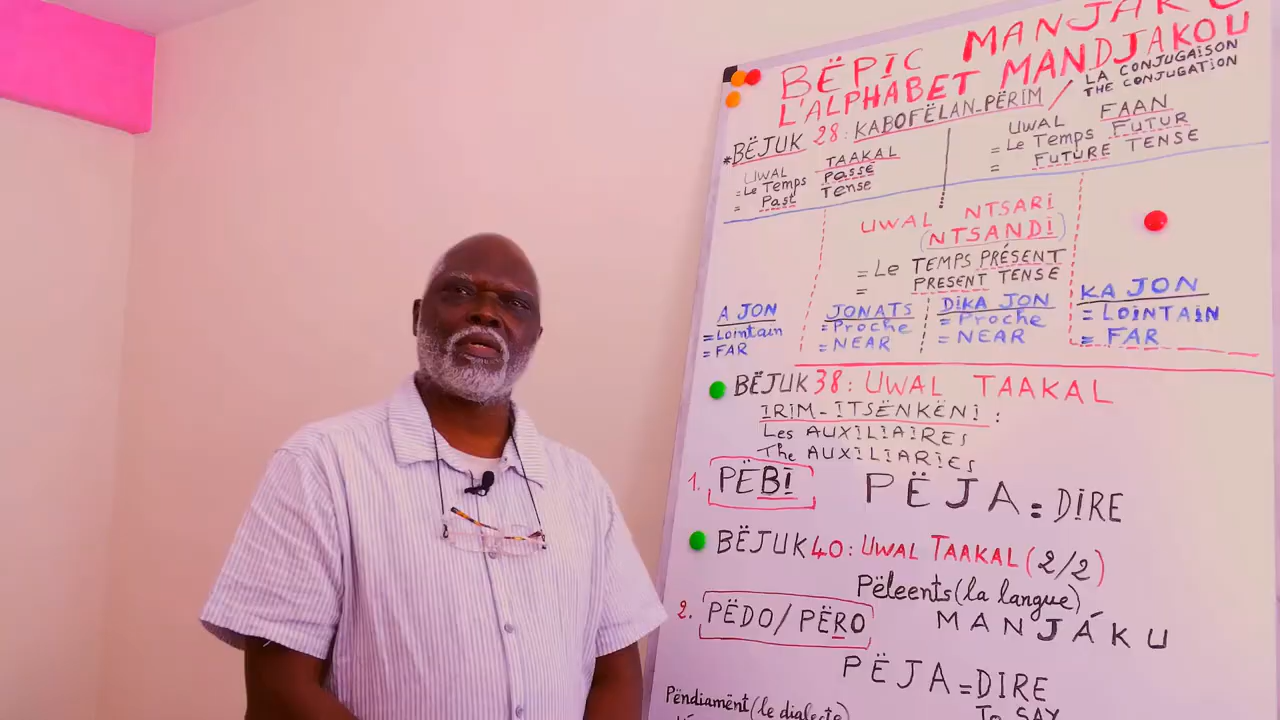 BËPIC MANJAKU
L'ALPHABET MANDJAKOU
*BËJUK 28: KABOFËLAN-PËRIM /
LA CONJUGAISON
THE CONJUGATION
UWAL TAAKAL
= Le Temps PASSÉ
= Past Tense
UWAL FAAN
= Le Temps FUTUR
= FUTURE TENSE
UWAL NTSARI
(NTSANDI)
= Le TEMPS PRÉSENT
= PRESENT TENSE
A JON
= Lointain
= FAR
JONATS
= Proche
= NEAR
DIKA JON
= Proche
= NEAR
KA JON
= LOINTAIN
= FAR
BËJUK 38: UWAL TAAKAL
IRIM-ITSËNKËNI:
Les AUXILIAIRES
The AUXILIARIES
1. PËBI PËJA = DIRE
BËJUK 40: UWAL TAAKAL (2/2)
Pëleents (la langue)
MANJÁKU
2. PËDO/PËRO
PËJA = DIRE
TO SAY
Pëndiamënt (le dialecte)